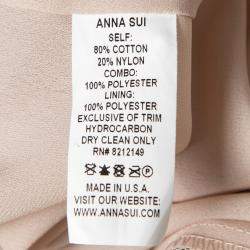 ANNA SUI
SELF:
80% COTTON
20% NYLON
COMBO:
100% POLYESTER
LINING:
100% POLYESTER
EXCLUSIVE OF TRIM
HYDROCARBON
DRY CLEAN ONLY
RN# 8212149
MADE IN U.S.A.
VISIT OUR WEBSITE:
WWW.ANNASUI.COM